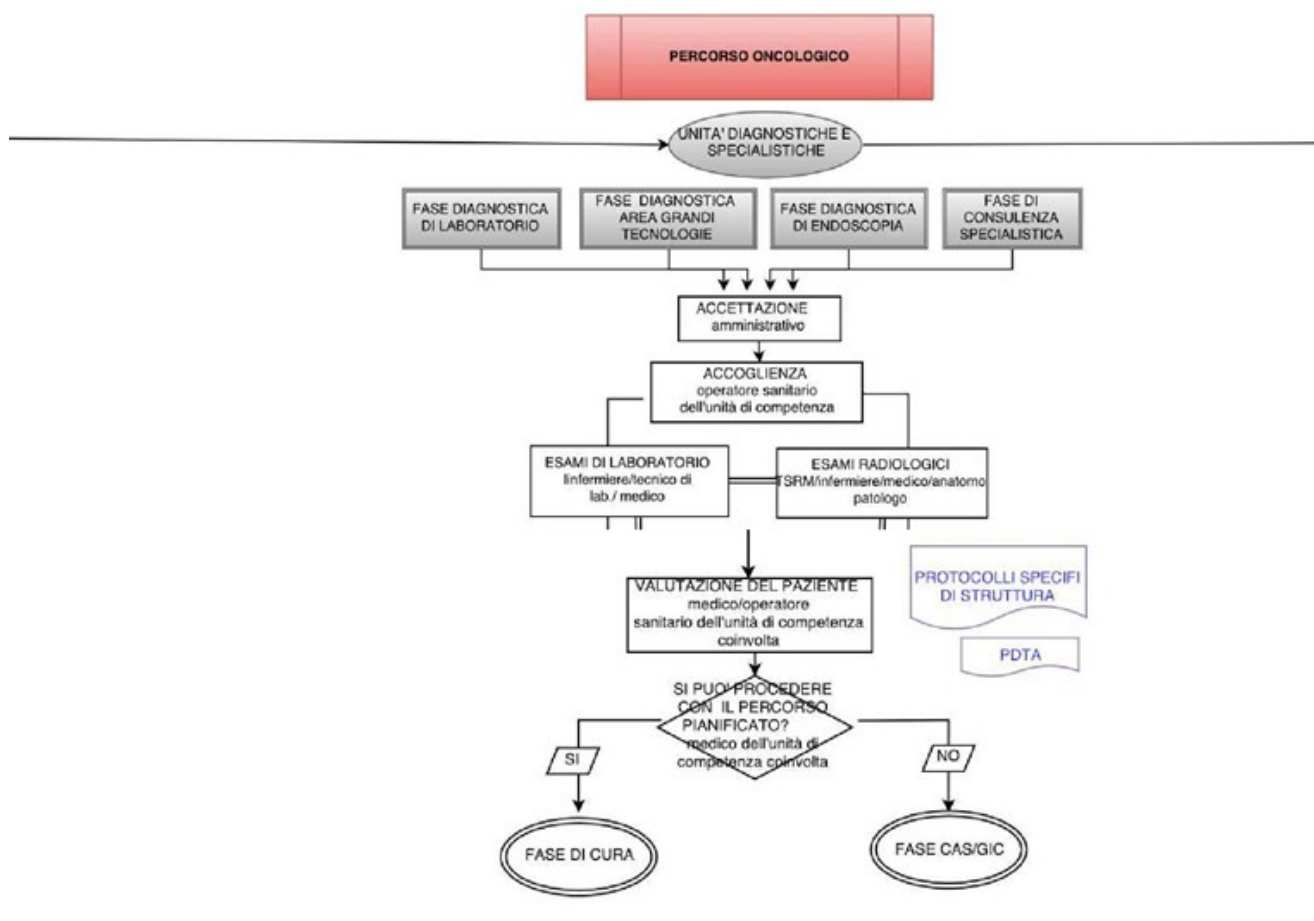 PERCORSO ONCOLOGICO
UNITA' DIAGNOSTICHE E
SPECIALISTICHE
FASE DIAGNOSTICA
DI LABORATORIO
FASE DIAGNOSTICA
AREA GRANDI
TECNOLOGIE
FASE DIAGNOSTICA
DI ENDOSCOPIA
FASE DI
CONSULENZA
SPECIALISTICA
ACCETTAZIONE
amministrativo
ACCOGLIENZA
operatore sanitario
dell'unità di competenza
ESAMI DI LABORATORIO
linfermiere/tecnico di
lab./ medico
ESAMI RADIOLOGICI
TSRM/infermiere/medico/anatomo
patologo
PROTOCOLLI SPECIFI
DI STRUTTURA
PDTA
VALUTAZIONE DEL PAZIENTE
medico/operatore
sanitario dell'unità di competenza
coinvolta
SI PUO' PROCEDERE
CON IL PERCORSO
PIANIFICATO?
medico dell'unità di
competenza coinvolta
SI
NO
FASE DI CURA
FASE CAS/GIC